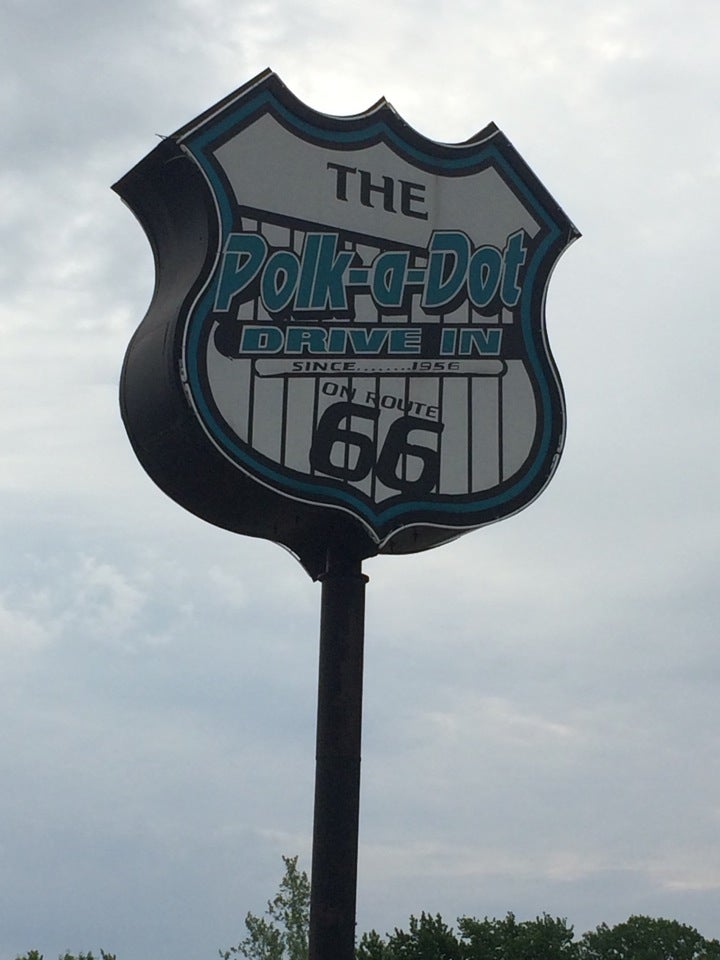 THE
Polk-a-Dot
DRIVE IN
SINCE........1956
ON ROUTE
66